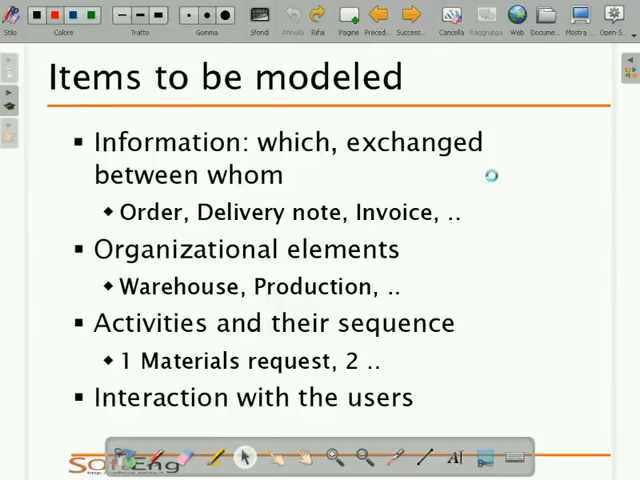 Stilo Colore Tratto Gomma Sfondi Annulla Rifai Pagine Preced... Success... Cancella Raggruppa Web Docume... Mostra ... Open-S...
Items to be modeled
▪ Information: which, exchanged
between whom
◆ Order, Delivery note, Invoice, ..
▪ Organizational elements
◆ Warehouse, Production, ..
▪ Activities and their sequence
◆ 1 Materials request, 2 ..
▪ Interaction with the users
SoftEng